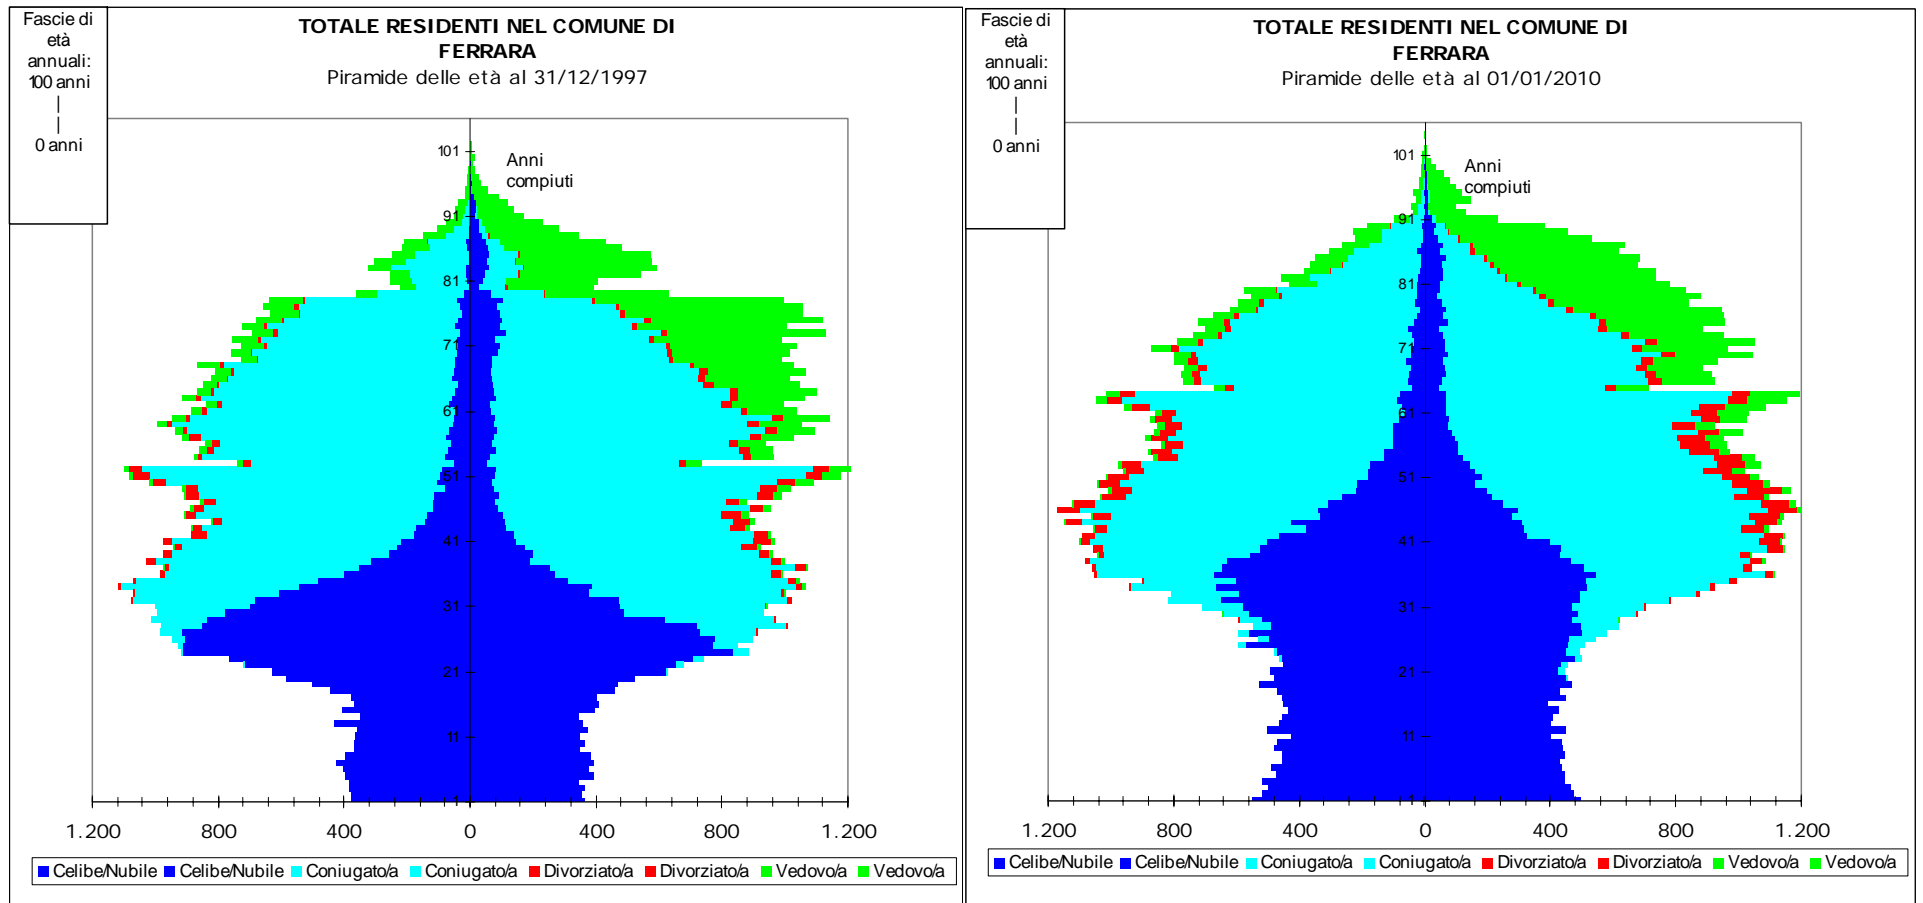 Fascie di
età
annuali:
100 anni
|
|
0 anni
TOTALE RESIDENTI NEL COMUNE DI
FERRARA
Piramide delle età al 31/12/1997
Anni
compiuti
101
91
81
71
61
51
41
31
21
11
1.200 800 400 0 400 800 1.200
Celibe/Nubile Celibe/Nubile Coniugato/a Coniugato/a Divorziato/a Divorziato/a Vedovo/a Vedovo/a
Fascie di
età
annuali:
100 anni
|
|
0 anni
TOTALE RESIDENTI NEL COMUNE DI
FERRARA
Piramide delle età al 01/01/2010
Anni
compiuti
101
91
81
71
61
51
41
31
21
11
1.200 800 400 0 400 800 1.200
Celibe/Nubile Celibe/Nubile Coniugato/a Coniugato/a Divorziato/a Divorziato/a Vedovo/a Vedovo/a